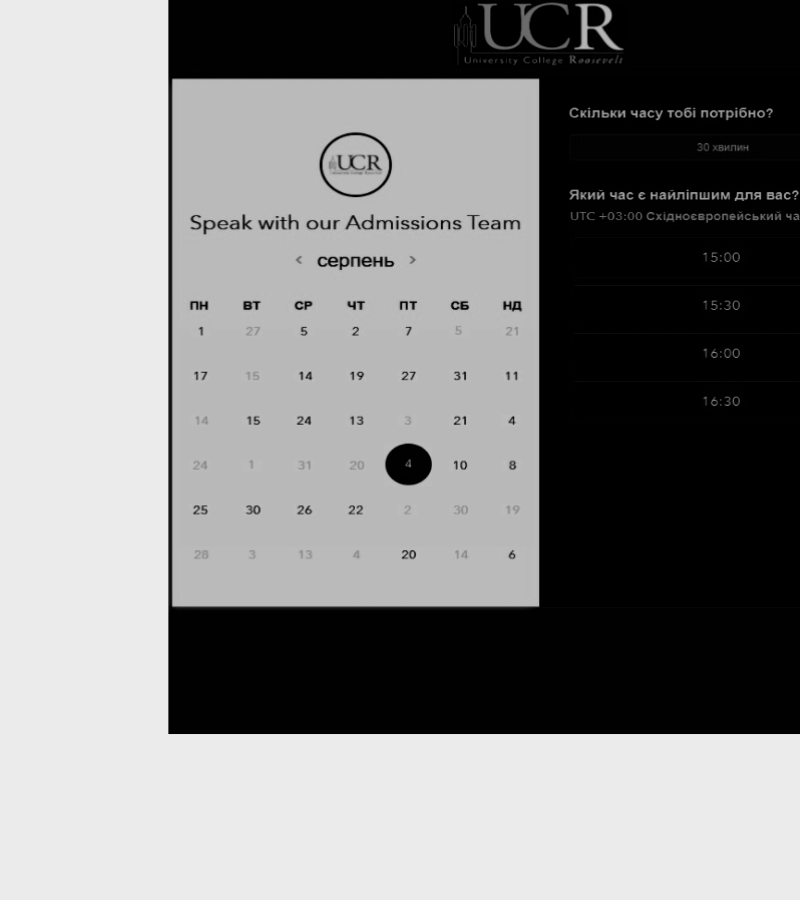 UCR
University College Roosevelt
UCR
Speak with our Admissions Team
< серпень >
ПН ВТ СР ЧТ ПТ СБ НД
1 27 5 2 7 5 21
17 15 14 19 27 31 11
14 15 24 13 3 21 4
24 1 31 20 4 10 8
25 30 26 22 2 30 19
28 3 13 4 20 14 6
Скільки часу тобі потрібно?
30 хвилин
Який час є найліпшим для вас?
UTC +03:00 Східноєвропейський ча
15:00
15:30
16:00
16:30